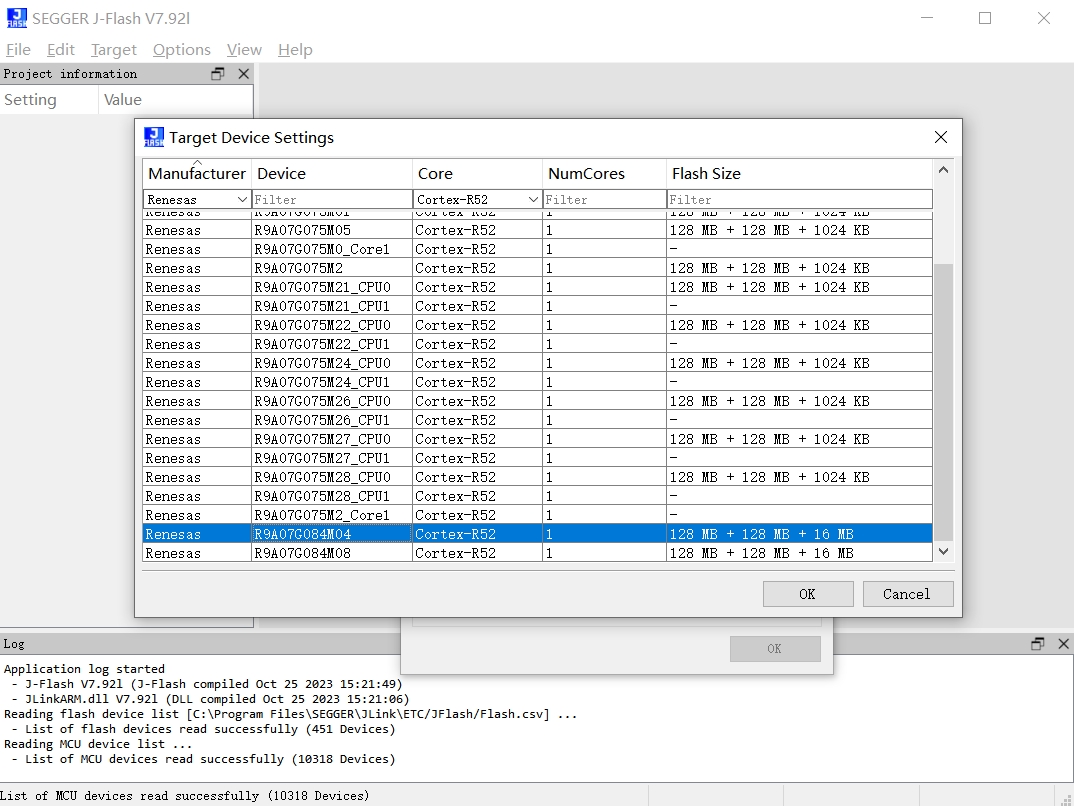 SEGGER J-Flash V7.92l
File Edit Target Options View Help
Project information
Setting Value
Target Device Settings
Manufacturer Device Core NumCores Flash Size
Renesas Filter Cortex-R52 Filter Filter
Renesas R9A07G075M01 Cortex-R52 1 128 MB + 128 MB + 1024 KB
Renesas R9A07G075M05 Cortex-R52 1 128 MB + 128 MB + 1024 KB
Renesas R9A07G075M0_Core1 Cortex-R52 1 -
Renesas R9A07G075M2 Cortex-R52 1 128 MB + 128 MB + 1024 KB
Renesas R9A07G075M21_CPU0 Cortex-R52 1 128 MB + 128 MB + 1024 KB
Renesas R9A07G075M21_CPU1 Cortex-R52 1 -
Renesas R9A07G075M22_CPU0 Cortex-R52 1 128 MB + 128 MB + 1024 KB
Renesas R9A07G075M22_CPU1 Cortex-R52 1 -
Renesas R9A07G075M24_CPU0 Cortex-R52 1 128 MB + 128 MB + 1024 KB
Renesas R9A07G075M24_CPU1 Cortex-R52 1 -
Renesas R9A07G075M26_CPU0 Cortex-R52 1 128 MB + 128 MB + 1024 KB
Renesas R9A07G075M26_CPU1 Cortex-R52 1 -
Renesas R9A07G075M27_CPU0 Cortex-R52 1 128 MB + 128 MB + 1024 KB
Renesas R9A07G075M27_CPU1 Cortex-R52 1 -
Renesas R9A07G075M28_CPU0 Cortex-R52 1 128 MB + 128 MB + 1024 KB
Renesas R9A07G075M28_CPU1 Cortex-R52 1 -
Renesas R9A07G075M2_Core1 Cortex-R52 1 -
Renesas R9A07G084M04 Cortex-R52 1 128 MB + 128 MB + 16 MB
Renesas R9A07G084M08 Cortex-R52 1 128 MB + 128 MB + 16 MB
OK Cancel
OK
Log
Application log started
- J-Flash V7.92l (J-Flash compiled Oct 25 2023 15:21:49)
- JLinkARM.dll V7.92l (DLL compiled Oct 25 2023 15:21:06)
Reading flash device list [C:\Program Files\SEGGER\JLink\ETC/JFlash/Flash.csv] ...
- List of flash devices read successfully (451 Devices)
Reading MCU device list ...
- List of MCU devices read successfully (10318 Devices)
List of MCU devices read successfully (10318 Devices)